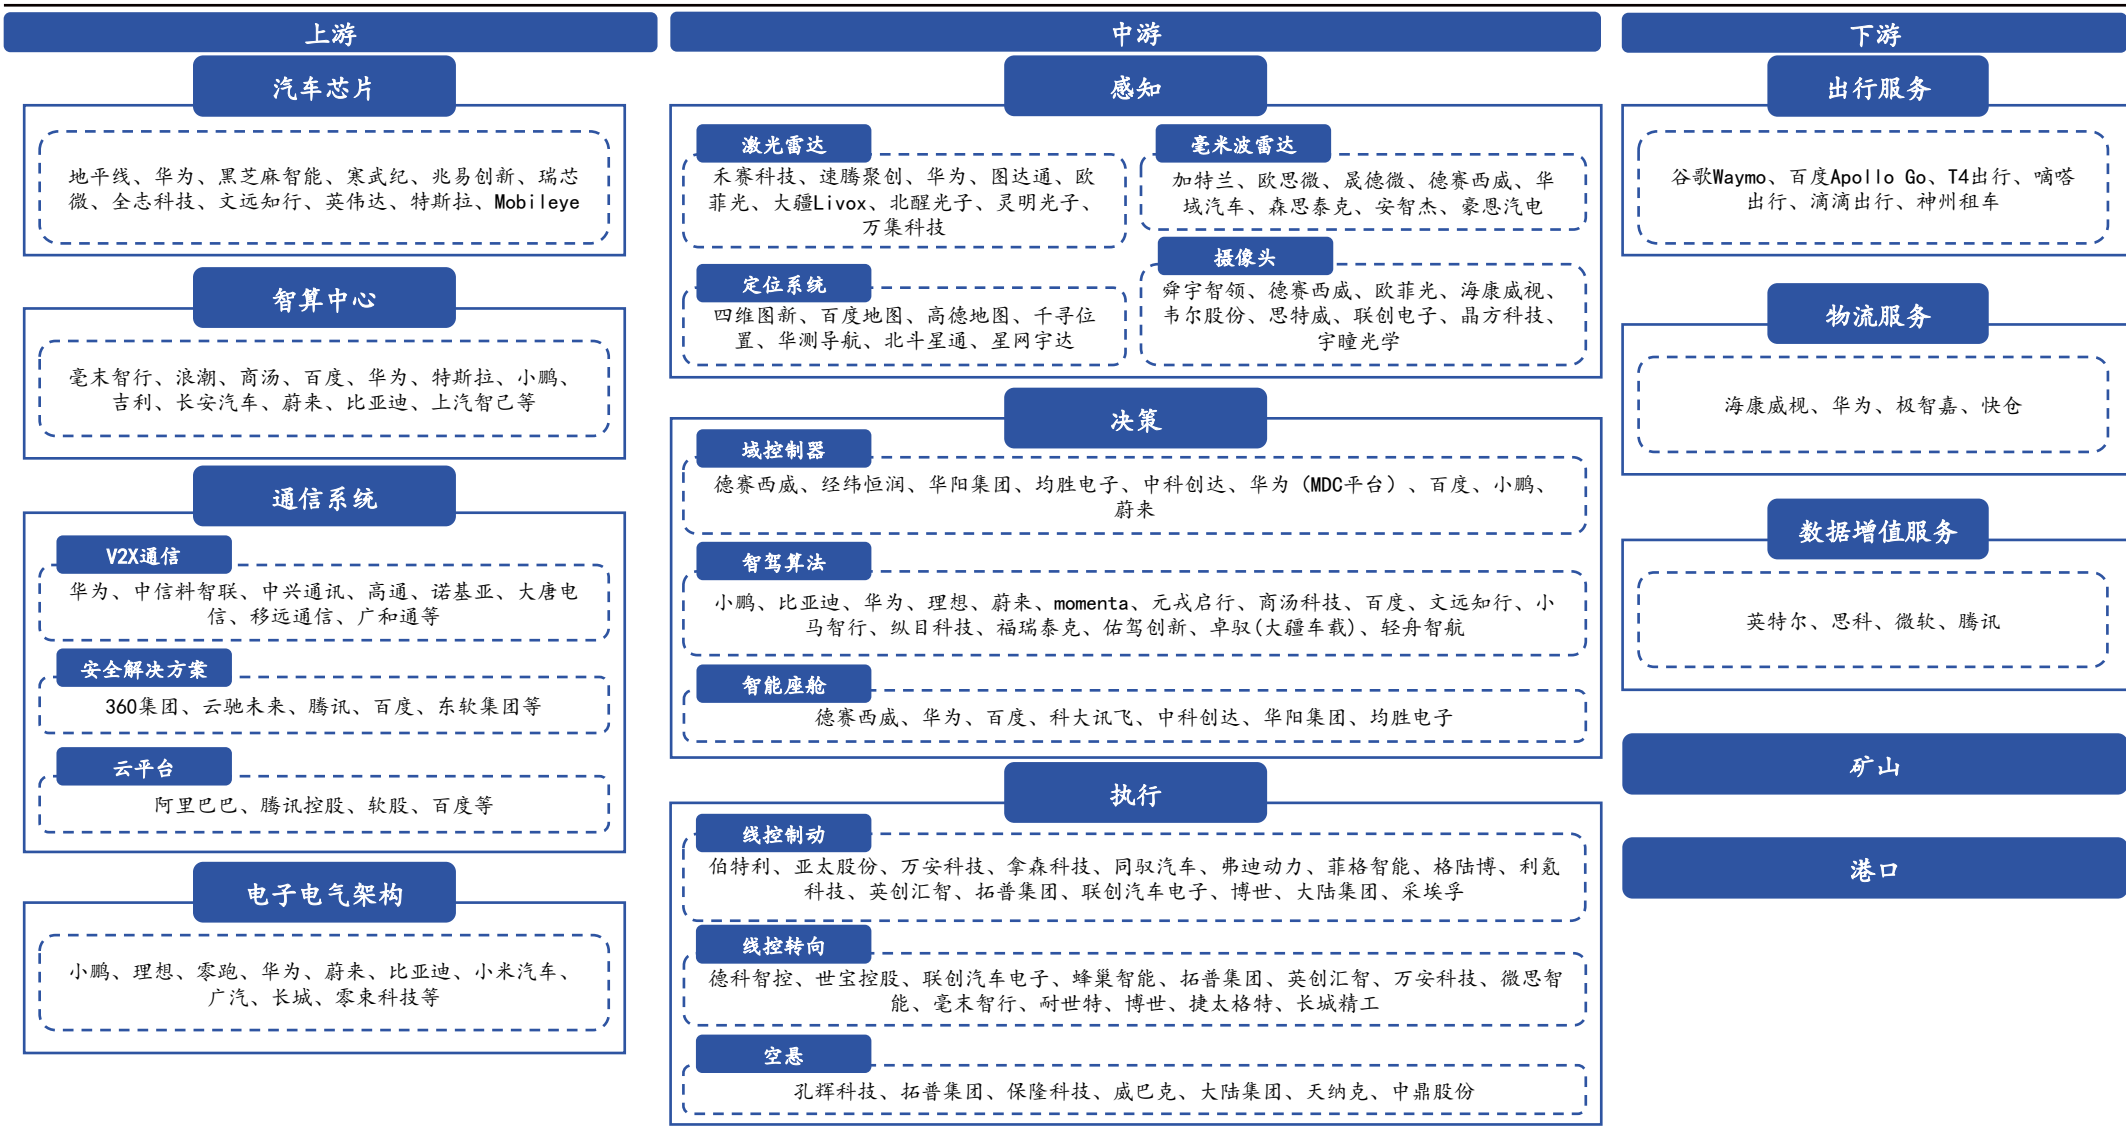 上游
汽车芯片
地平线、华为、黑芝麻智能、寒武纪、兆易创新、瑞芯
微、全志科技、文远知行、英伟达、特斯拉、Mobileye
智算中心
毫末智行、浪潮、商汤、百度、华为、特斯拉、小鹏、
吉利、长安汽车、蔚来、比亚迪、上汽智己等
通信系统
V2X通信
华为、中信科智联、中兴通讯、高通、诺基亚、大唐电
信、移远通信、广和通等
安全解决方案
360集团、云驰未来、腾讯、百度、东软集团等
云平台
阿里巴巴、腾讯控股、软股、百度等
电子电气架构
小鹏、理想、零跑、华为、蔚来、比亚迪、小米汽车、
广汽、长城、零束科技等
中游
感知
激光雷达
禾赛科技、速腾聚创、华为、图达通、欧
菲光、大疆Livox、北醒光子、灵明光子、
万集科技
毫米波雷达
加特兰、欧思微、晟德微、德赛西威、华
域汽车、森思泰克、安智杰、豪恩汽电
定位系统
四维图新、百度地图、高德地图、千寻位
置、华测导航、北斗星通、星网宇达
摄像头
舜宇智领、德赛西威、欧菲光、海康威视、
韦尔股份、思特威、联创电子、晶方科技、
宇瞳光学
决策
域控制器
德赛西威、经纬恒润、华阳集团、均胜电子、中科创达、华为（MDC平台）、百度、小鹏、
蔚来
智驾算法
小鹏、比亚迪、华为、理想、蔚来、momenta、元戎启行、商汤科技、百度、文远知行、小
马智行、纵目科技、福瑞泰克、佑驾创新、卓驭(大疆车载)、轻舟智航
智能座舱
德赛西威、华为、百度、科大讯飞、中科创达、华阳集团、均胜电子
执行
线控制动
伯特利、亚太股份、万安科技、拿森科技、同驭汽车、弗迪动力、菲格智能、格陆博、利氪
科技、英创汇智、拓普集团、联创汽车电子、博世、大陆集团、采埃孚
线控转向
德科智控、世宝控股、联创汽车电子、蜂巢智能、拓普集团、英创汇智、万安科技、微思智
能、毫末智行、耐世特、博世、捷太格特、长城精工
空悬
孔辉科技、拓普集团、保隆科技、威巴克、大陆集团、天纳克、中鼎股份
下游
出行服务
谷歌Waymo、百度Apollo Go、T4出行、嘀嗒
出行、滴滴出行、神州租车
物流服务
海康威视、华为、极智嘉、快仓
数据增值服务
英特尔、思科、微软、腾讯
矿山
港口